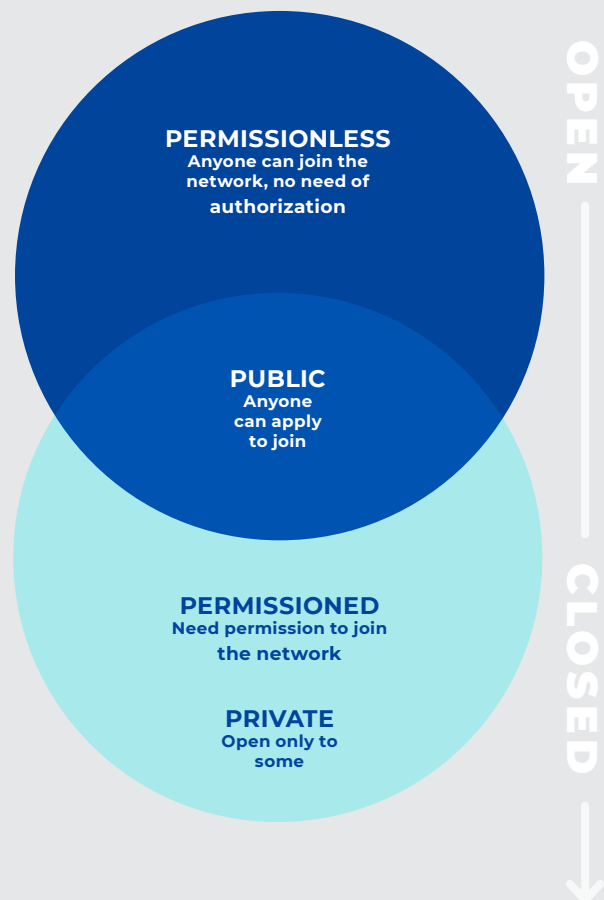 PERMISSIONLESS
Anyone can join the
network, no need of
authorization
PUBLIC
Anyone
can apply
to join
PERMISSIONED
Need permission to join
the network
PRIVATE
Open only to
some
OPEN
CLOSED